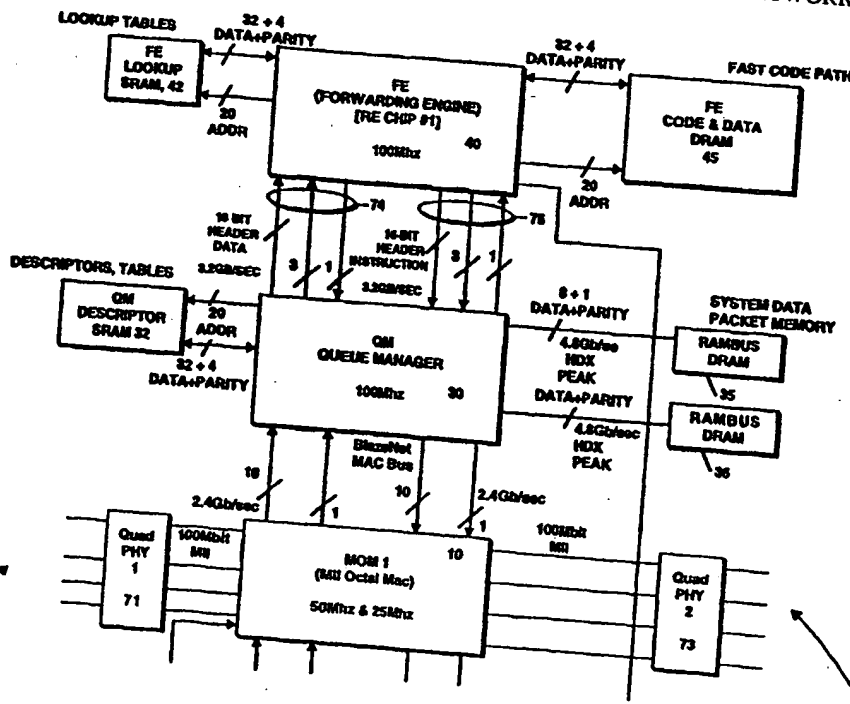 LOOKUP TABLES
FE
LOOKUP
SRAM, 42
32 + 4
DATA+PARITY
20
ADDR
FE
(FORWARDING ENGINE)
[RE CHIP #1]
100Mhz
40
32 + 4
DATA+PARITY
20
ADDR
FAST CODE PATH
FE
CODE & DATA
DRAM
45
74
75
16-BIT
HEADER
DATA
3.2GB/SEC
3
1
16-BIT
HEADER
INSTRUCTION
3.2GB/SEC
3
1
DESCRIPTORS, TABLES
QM
DESCRIPTOR
SRAM 32
20
ADDR
32 + 4
DATA+PARITY
QM
QUEUE MANAGER
100Mhz
30
8 + 1
DATA+PARITY
4.8Gb/se
HDX
PEAK
DATA+PARITY
4.8Gb/sec
HDX
PEAK
SYSTEM DATA
PACKET MEMORY
RAMBUS
DRAM
35
RAMBUS
DRAM
36
BlazeNet
MAC Bus
2.4Gb/sec
1
10
2.4Gb/sec
1
Quad
PHY
1
71
100Mbit
MII
MOM 1
(MII Octal Mac)
50Mhz & 25Mhz
10
100Mbit
MII
Quad
PHY
2
73